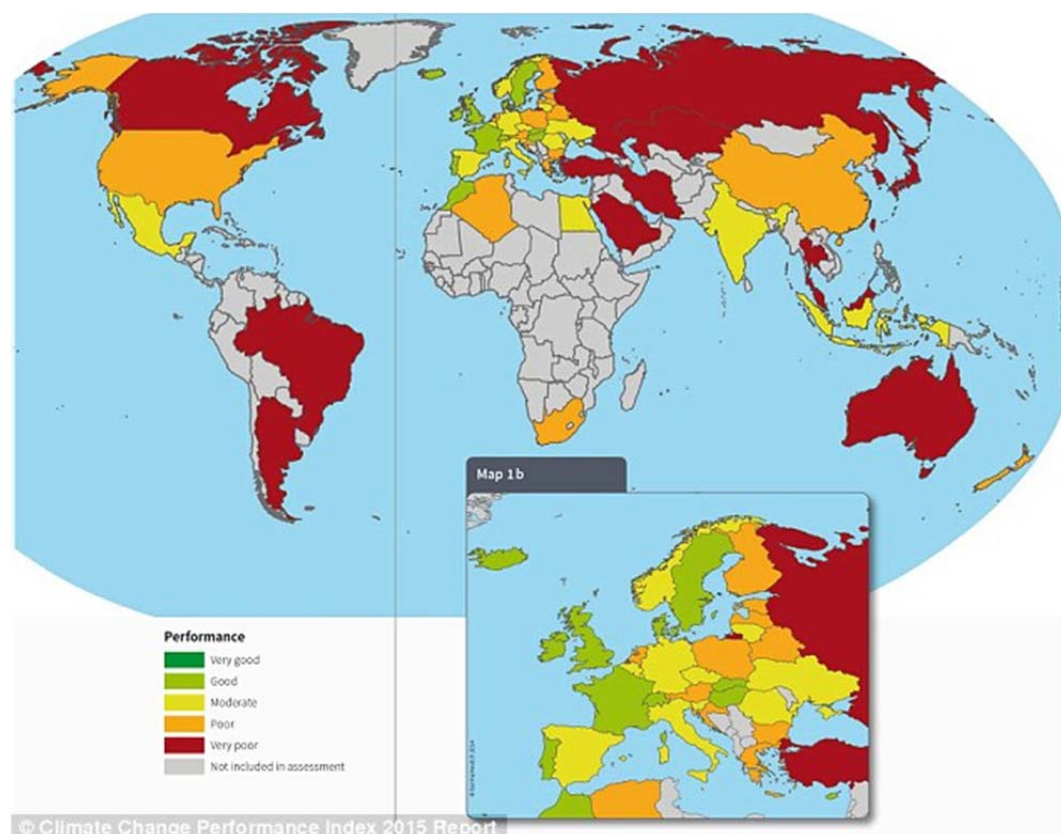 Map 1b
Performance
Very good
Good
Moderate
Poor
Very poor
Not included in assessment
© Climate Change Performance Index 2015 Report